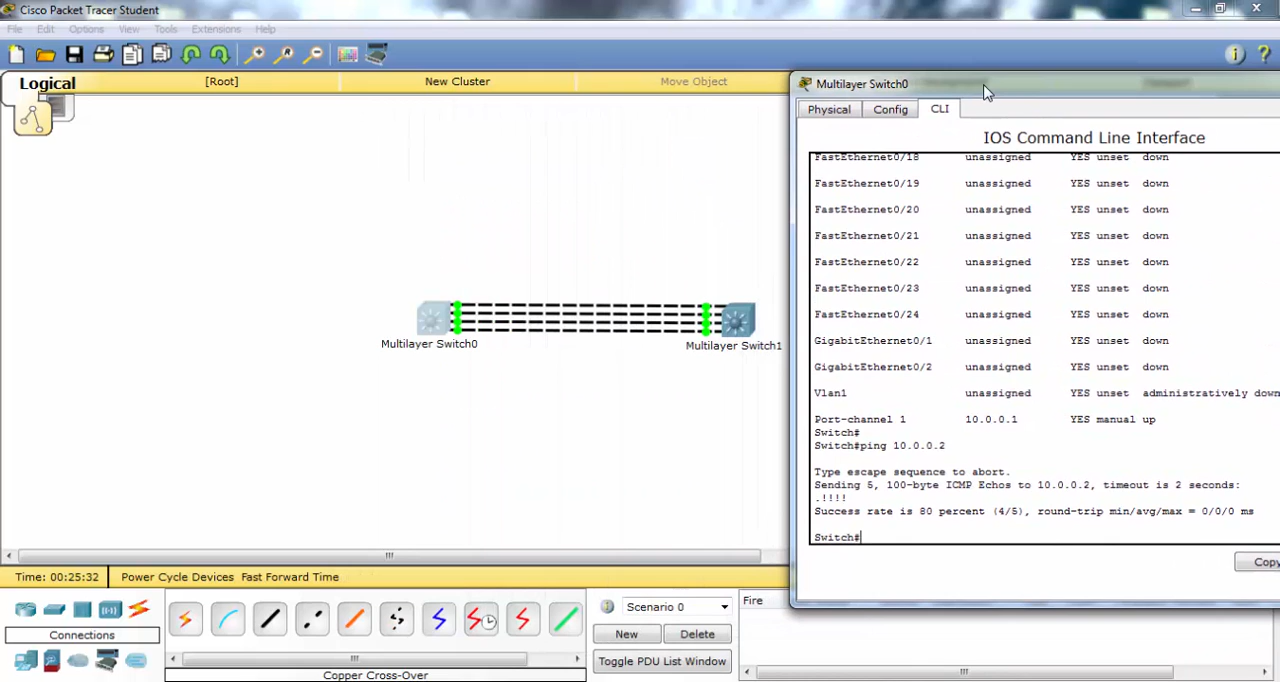 Cisco Packet Tracer Student
File Edit Options View Tools Extensions Help
Logical [Root] New Cluster Move Object
Multilayer Switch0
Physical Config CLI
IOS Command Line Interface
FastEthernet0/18 unassigned YES unset down
FastEthernet0/19 unassigned YES unset down
FastEthernet0/20 unassigned YES unset down
FastEthernet0/21 unassigned YES unset down
FastEthernet0/22 unassigned YES unset down
FastEthernet0/23 unassigned YES unset down
FastEthernet0/24 unassigned YES unset down
GigabitEthernet0/1 unassigned YES unset down
GigabitEthernet0/2 unassigned YES unset down
Vlan1 unassigned YES unset administratively down
Port-channel 1 10.0.0.1 YES manual up
Switch#
Switch#ping 10.0.0.2
Type escape sequence to abort.
Sending 5, 100-byte ICMP Echos to 10.0.0.2, timeout is 2 seconds:
.!!!!
Success rate is 80 percent (4/5), round-trip min/avg/max = 0/0/0 ms
Switch#
Copy
Multilayer Switch0
Multilayer Switch1
Time: 00:25:32 Power Cycle Devices Fast Forward Time
Scenario 0
Fire
New Delete
Connections
Toggle PDU List Window
Copper Cross-Over